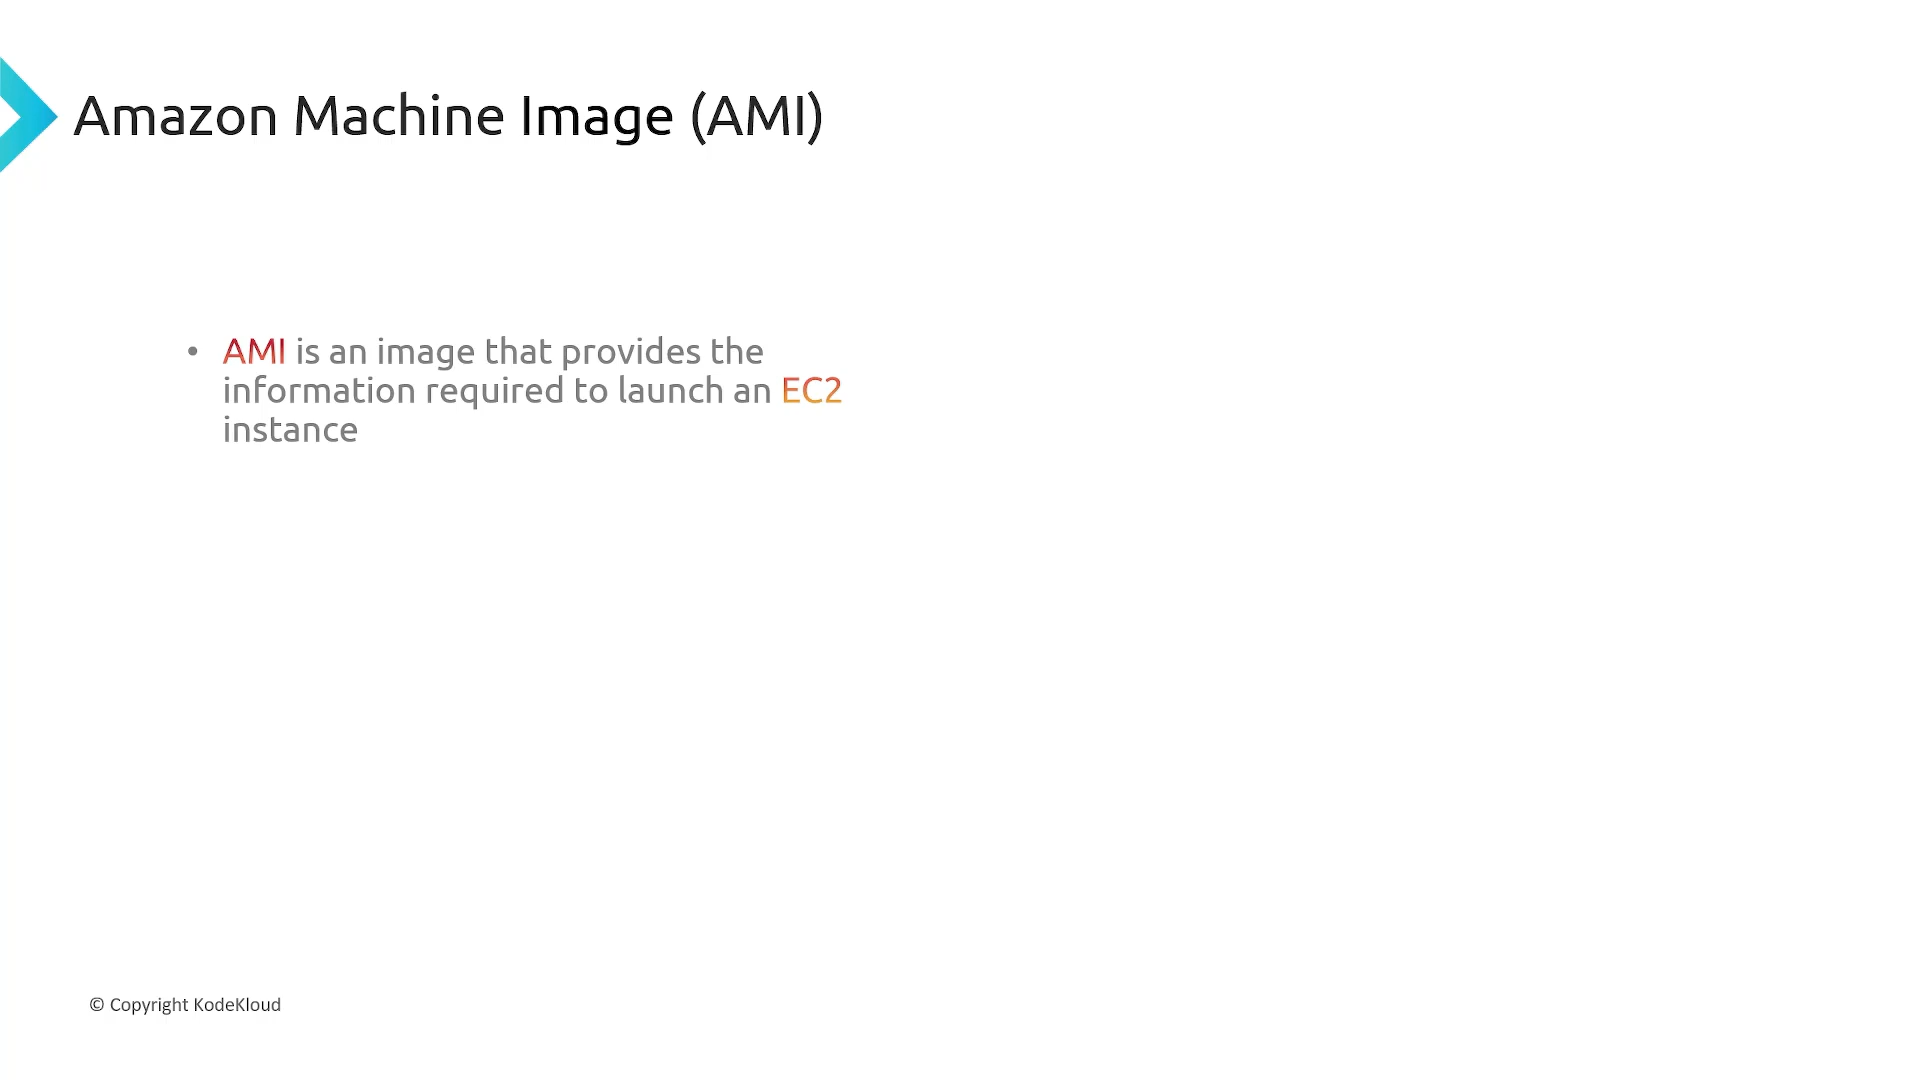 Amazon Machine Image (AMI)
• AMI is an image that provides the
information required to launch an EC2
instance
© Copyright KodeKloud